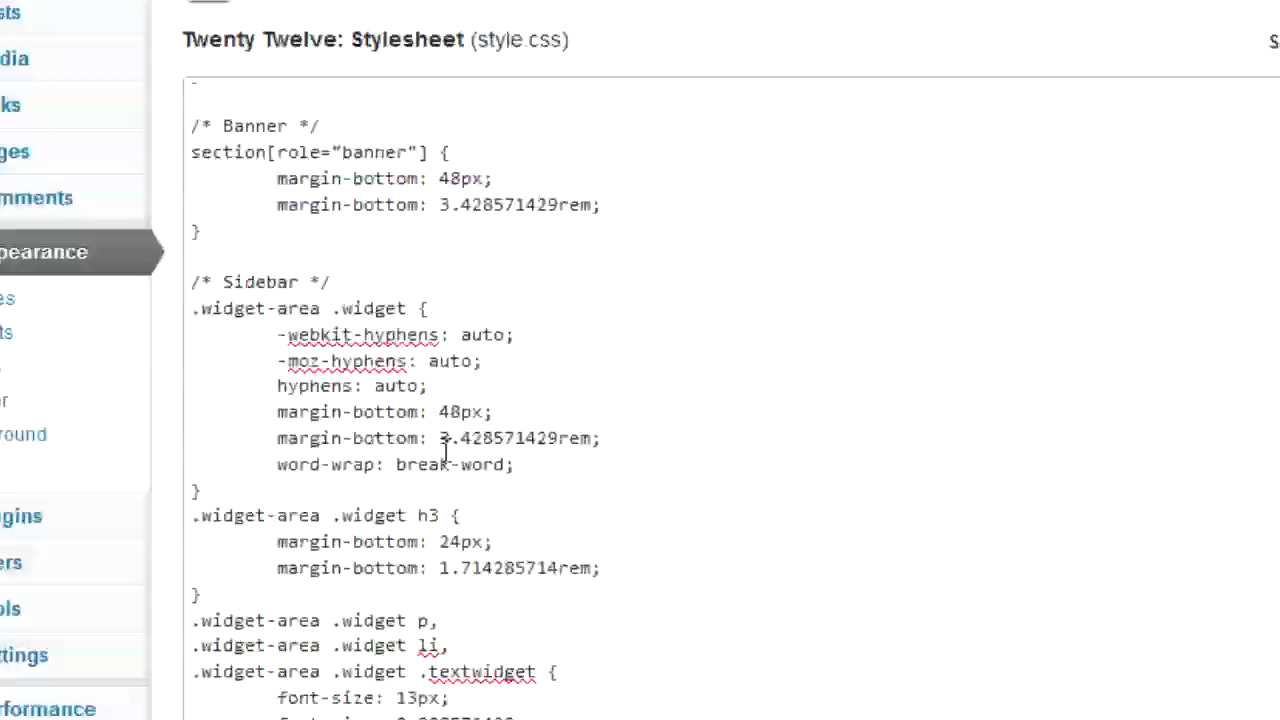 sts
dia
ks
ges
mments
pearance
es
ts
r
round
gins
ers
ols
ttings
rformance
Twenty Twelve: Stylesheet (style.css)
S
/* Banner */
section[role="banner"] {
margin-bottom: 48px;
margin-bottom: 3.428571429rem;
}
/* Sidebar */
.widget-area .widget {
-webkit-hyphens: auto;
-moz-hyphens: auto;
hyphens: auto;
margin-bottom: 48px;
margin-bottom: 3.428571429rem;
word-wrap: break-word;
}
.widget-area .widget h3 {
margin-bottom: 24px;
margin-bottom: 1.714285714rem;
}
.widget-area .widget p,
.widget-area .widget li,
.widget-area .widget .textwidget {
font-size: 13px;